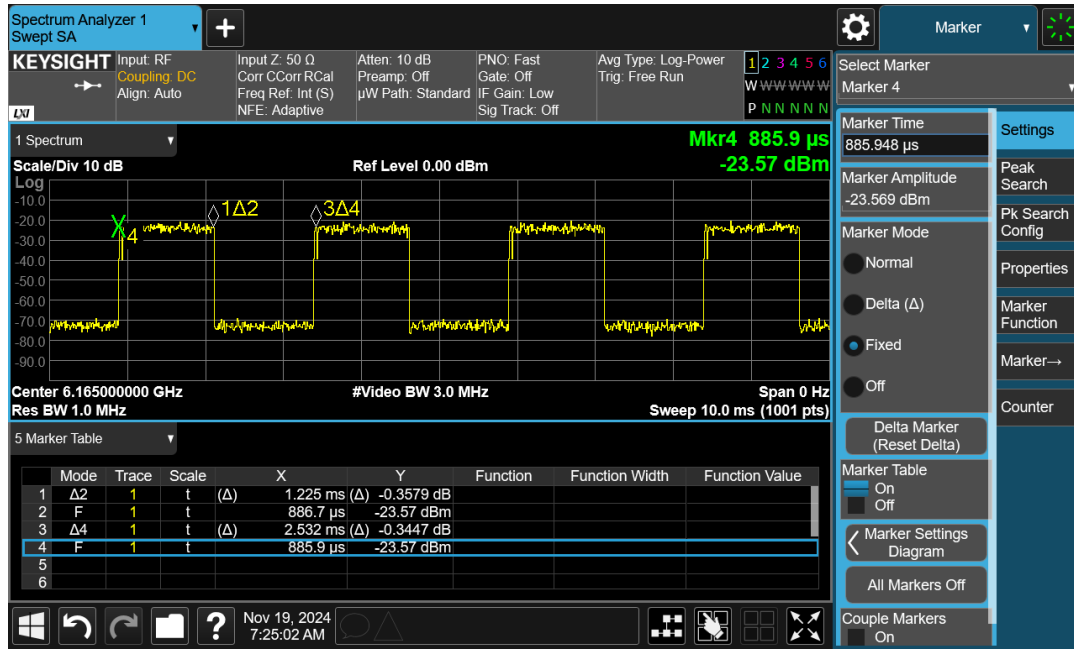 Spectrum Analyzer 1
Swept SA
+
Marker
KEYSIGHT
LXI
Input: RF
Coupling: DC
Align: Auto
Input Z: 50 Ω
Corr CCorr RCal
Freq Ref: Int (S)
NFE: Adaptive
Atten: 10 dB
Preamp: Off
µW Path: Standard
PNO: Fast
Gate: Off
IF Gain: Low
Sig Track: Off
Avg Type: Log-Power
Trig: Free Run
1 2 3 4 5 6
W W W W W W
P N N N N N
1 Spectrum
Mkr4 885.9 µs
-23.57 dBm
Scale/Div 10 dB
Ref Level 0.00 dBm
Log
-10.0
-20.0
-30.0
-40.0
-50.0
-60.0
-70.0
-80.0
-90.0
X4
1Δ2
3Δ4
Center 6.165000000 GHz
#Video BW 3.0 MHz
Span 0 Hz
Res BW 1.0 MHz
Sweep 10.0 ms (1001 pts)
5 Marker Table
Mode Trace Scale X Y Function Function Width Function Value
1 Δ2 1 t (Δ) 1.225 ms (Δ) -0.3579 dB
2 F 1 t 886.7 µs -23.57 dBm
3 Δ4 1 t (Δ) 2.532 ms (Δ) -0.3447 dB
4 F 1 t 885.9 µs -23.57 dBm
5
6
?
Nov 19, 2024
7:25:02 AM
Select Marker
Marker 4
Marker Time
885.948 µs
Marker Amplitude
-23.569 dBm
Marker Mode
Normal
Delta (Δ)
Fixed
Off
Delta Marker
(Reset Delta)
Marker Table
On
Off
Marker Settings
Diagram
All Markers Off
Couple Markers
On
Settings
Peak
Search
Pk Search
Config
Properties
Marker
Function
Marker→
Counter